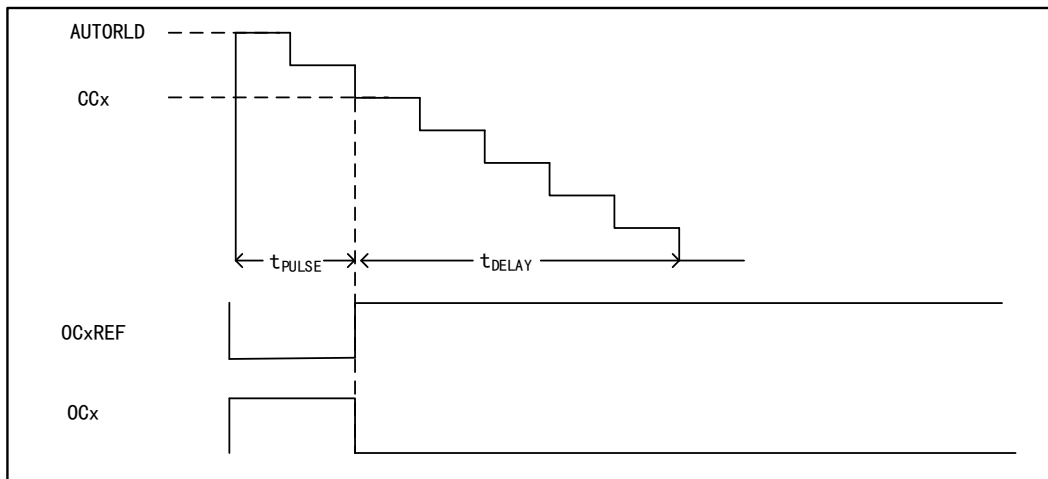 AUTORLD
CCx
tPULSE
tDELAY
OCxREF
OCx